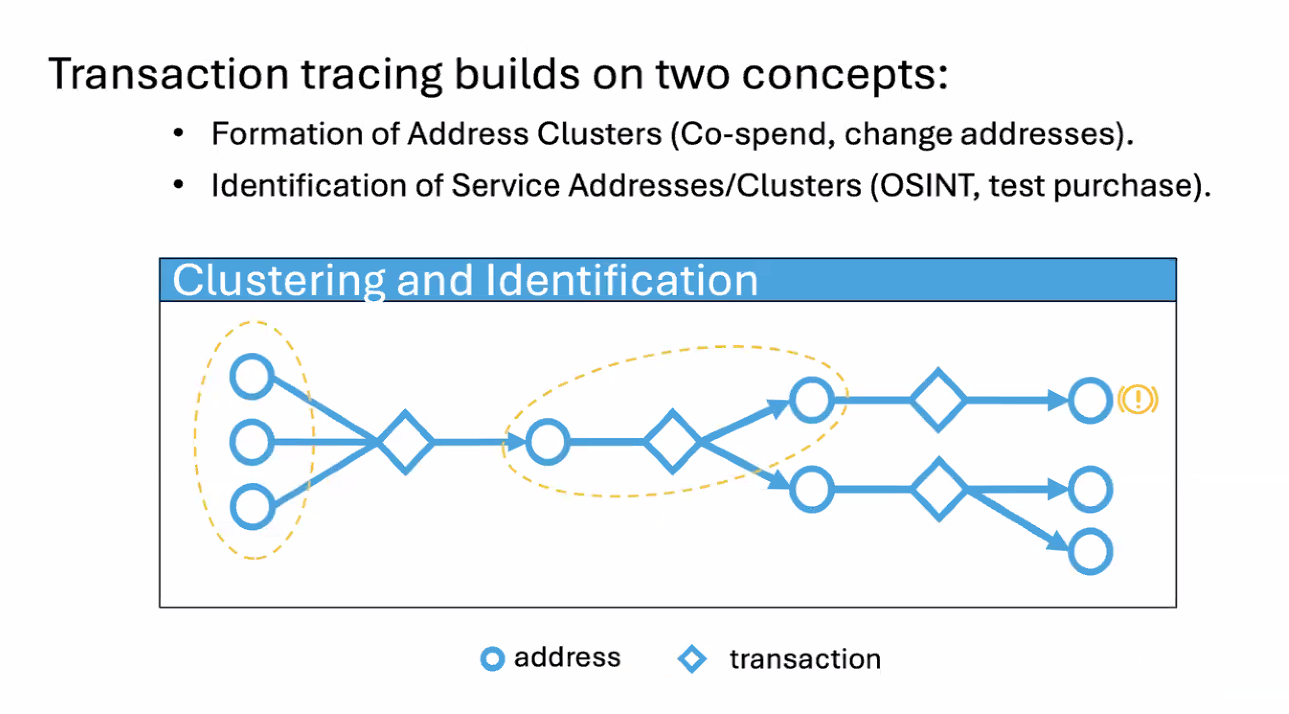 Transaction tracing builds on two concepts:
• Formation of Address Clusters (Co-spend, change addresses).
• Identification of Service Addresses/Clusters (OSINT, test purchase).
Clustering and Identification
address
transaction